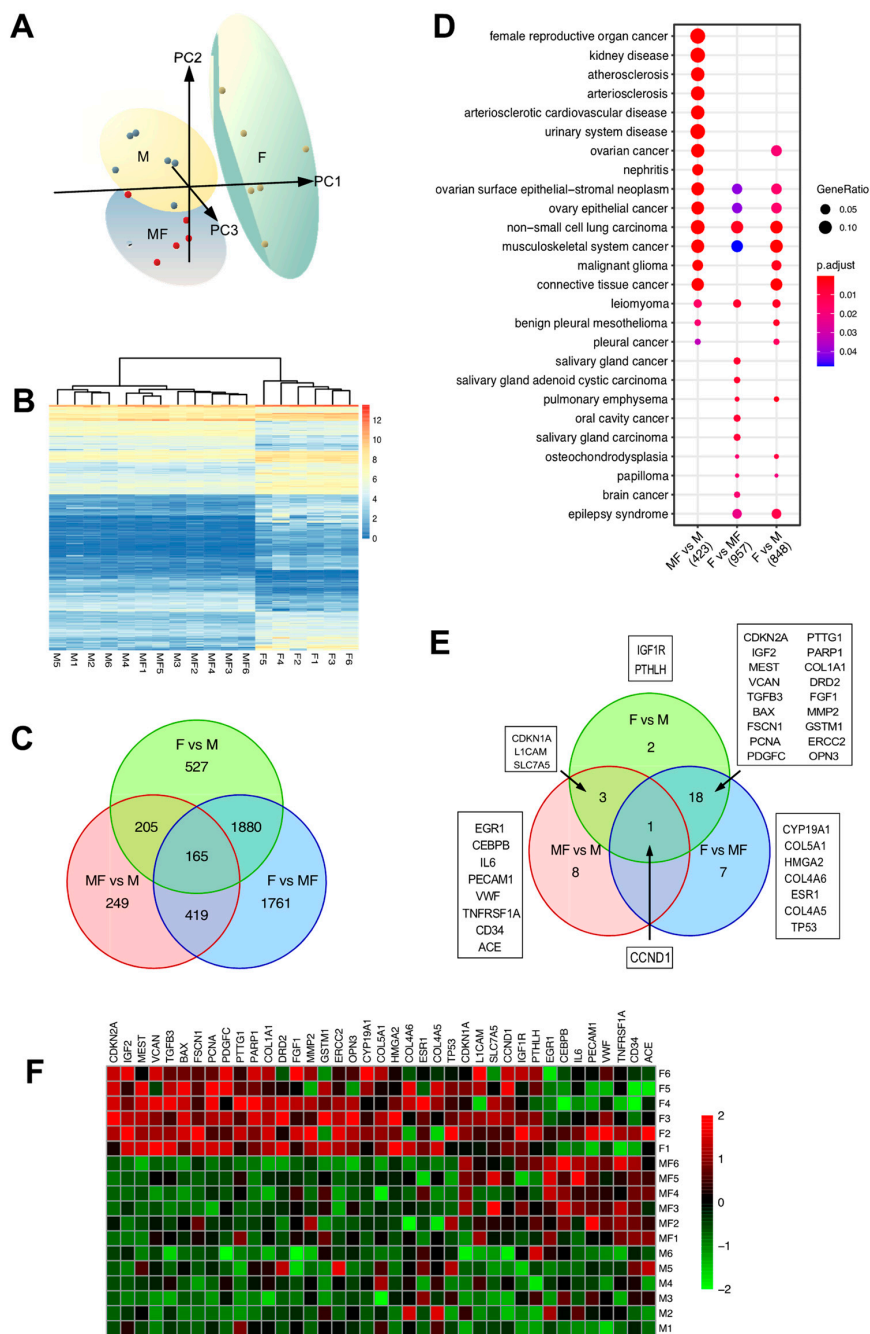 A
PC2
M
F
PC1
MF
PC3
B
12
10
8
6
4
2
0
M5
M1
M2
M6
M4
MF1
MF5
M3
MF2
MF4
MF3
MF6
F5
F4
F2
F1
F3
F6
C
F vs M
527
205
1880
165
MF vs M
249
F vs MF
1761
419
D
female reproductive organ cancer
kidney disease
atherosclerosis
arteriosclerosis
arteriosclerotic cardiovascular disease
urinary system disease
ovarian cancer
nephritis
ovarian surface epithelial−stromal neoplasm
ovary epithelial cancer
non−small cell lung carcinoma
musculoskeletal system cancer
malignant glioma
connective tissue cancer
leiomyoma
benign pleural mesothelioma
pleural cancer
salivary gland cancer
salivary gland adenoid cystic carcinoma
pulmonary emphysema
oral cavity cancer
salivary gland carcinoma
osteochondrodysplasia
papilloma
brain cancer
epilepsy syndrome
MF vs M
(423)
F vs MF
(957)
F vs M
(848)
GeneRatio
0.05
0.10
p.adjust
0.01
0.02
0.03
0.04
E
IGF1R
PTHLH
CDKN2A PTTG1
IGF2 PARP1
MEST COL1A1
VCAN DRD2
TGFB3 FGF1
BAX MMP2
FSCN1 GSTM1
PCNA ERCC2
PDGFC OPN3
CDKN1A
L1CAM
SLC7A5
F vs M
2
3
18
1
MF vs M
8
F vs MF
7
EGR1
CEBPB
IL6
PECAM1
VWF
TNFRSF1A
CD34
ACE
CYP19A1
COL5A1
HMGA2
COL4A6
ESR1
COL4A5
TP53
CCND1
F
CDKN2A
IGF2
MEST
VCAN
TGFB3
BAX
FSCN1
PCNA
PDGFC
PTTG1
PARP1
COL1A1
DRD2
FGF1
MMP2
GSTM1
ERCC2
OPN3
CYP19A1
COL5A1
HMGA2
COL4A6
ESR1
COL4A5
TP53
CDKN1A
L1CAM
SLC7A5
CCND1
IGF1R
PTHLH
EGR1
CEBPB
IL6
PECAM1
VWF
TNFRSF1A
CD34
ACE
F6
F5
F4
F3
F2
F1
MF6
MF5
MF4
MF3
MF2
MF1
M6
M5
M4
M3
M2
M1
2
1
0
−1
−2